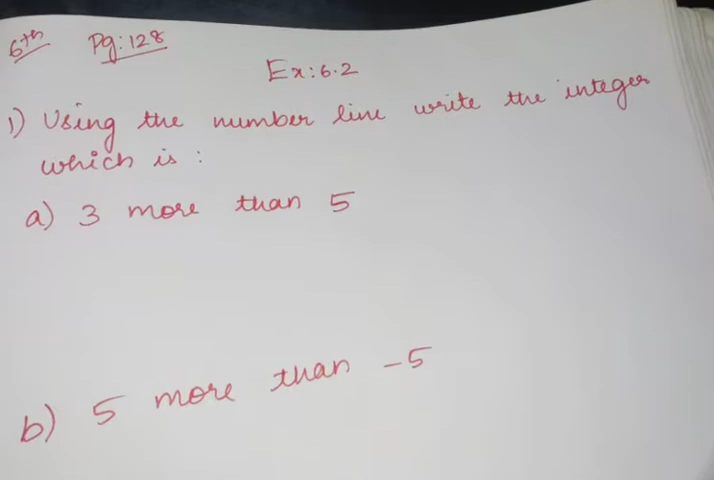 6th Pg:128
Ex:6.2
1) Using the number line write the integer
which is :
a) 3 more than 5
b) 5 more than -5